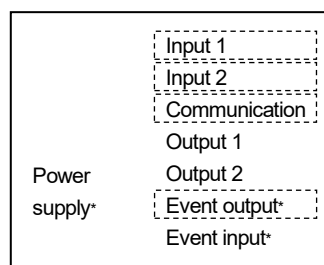 Input 1
Input 2
Communication
Output 1
Power
supply*
Output 2
Event output*
Event input*